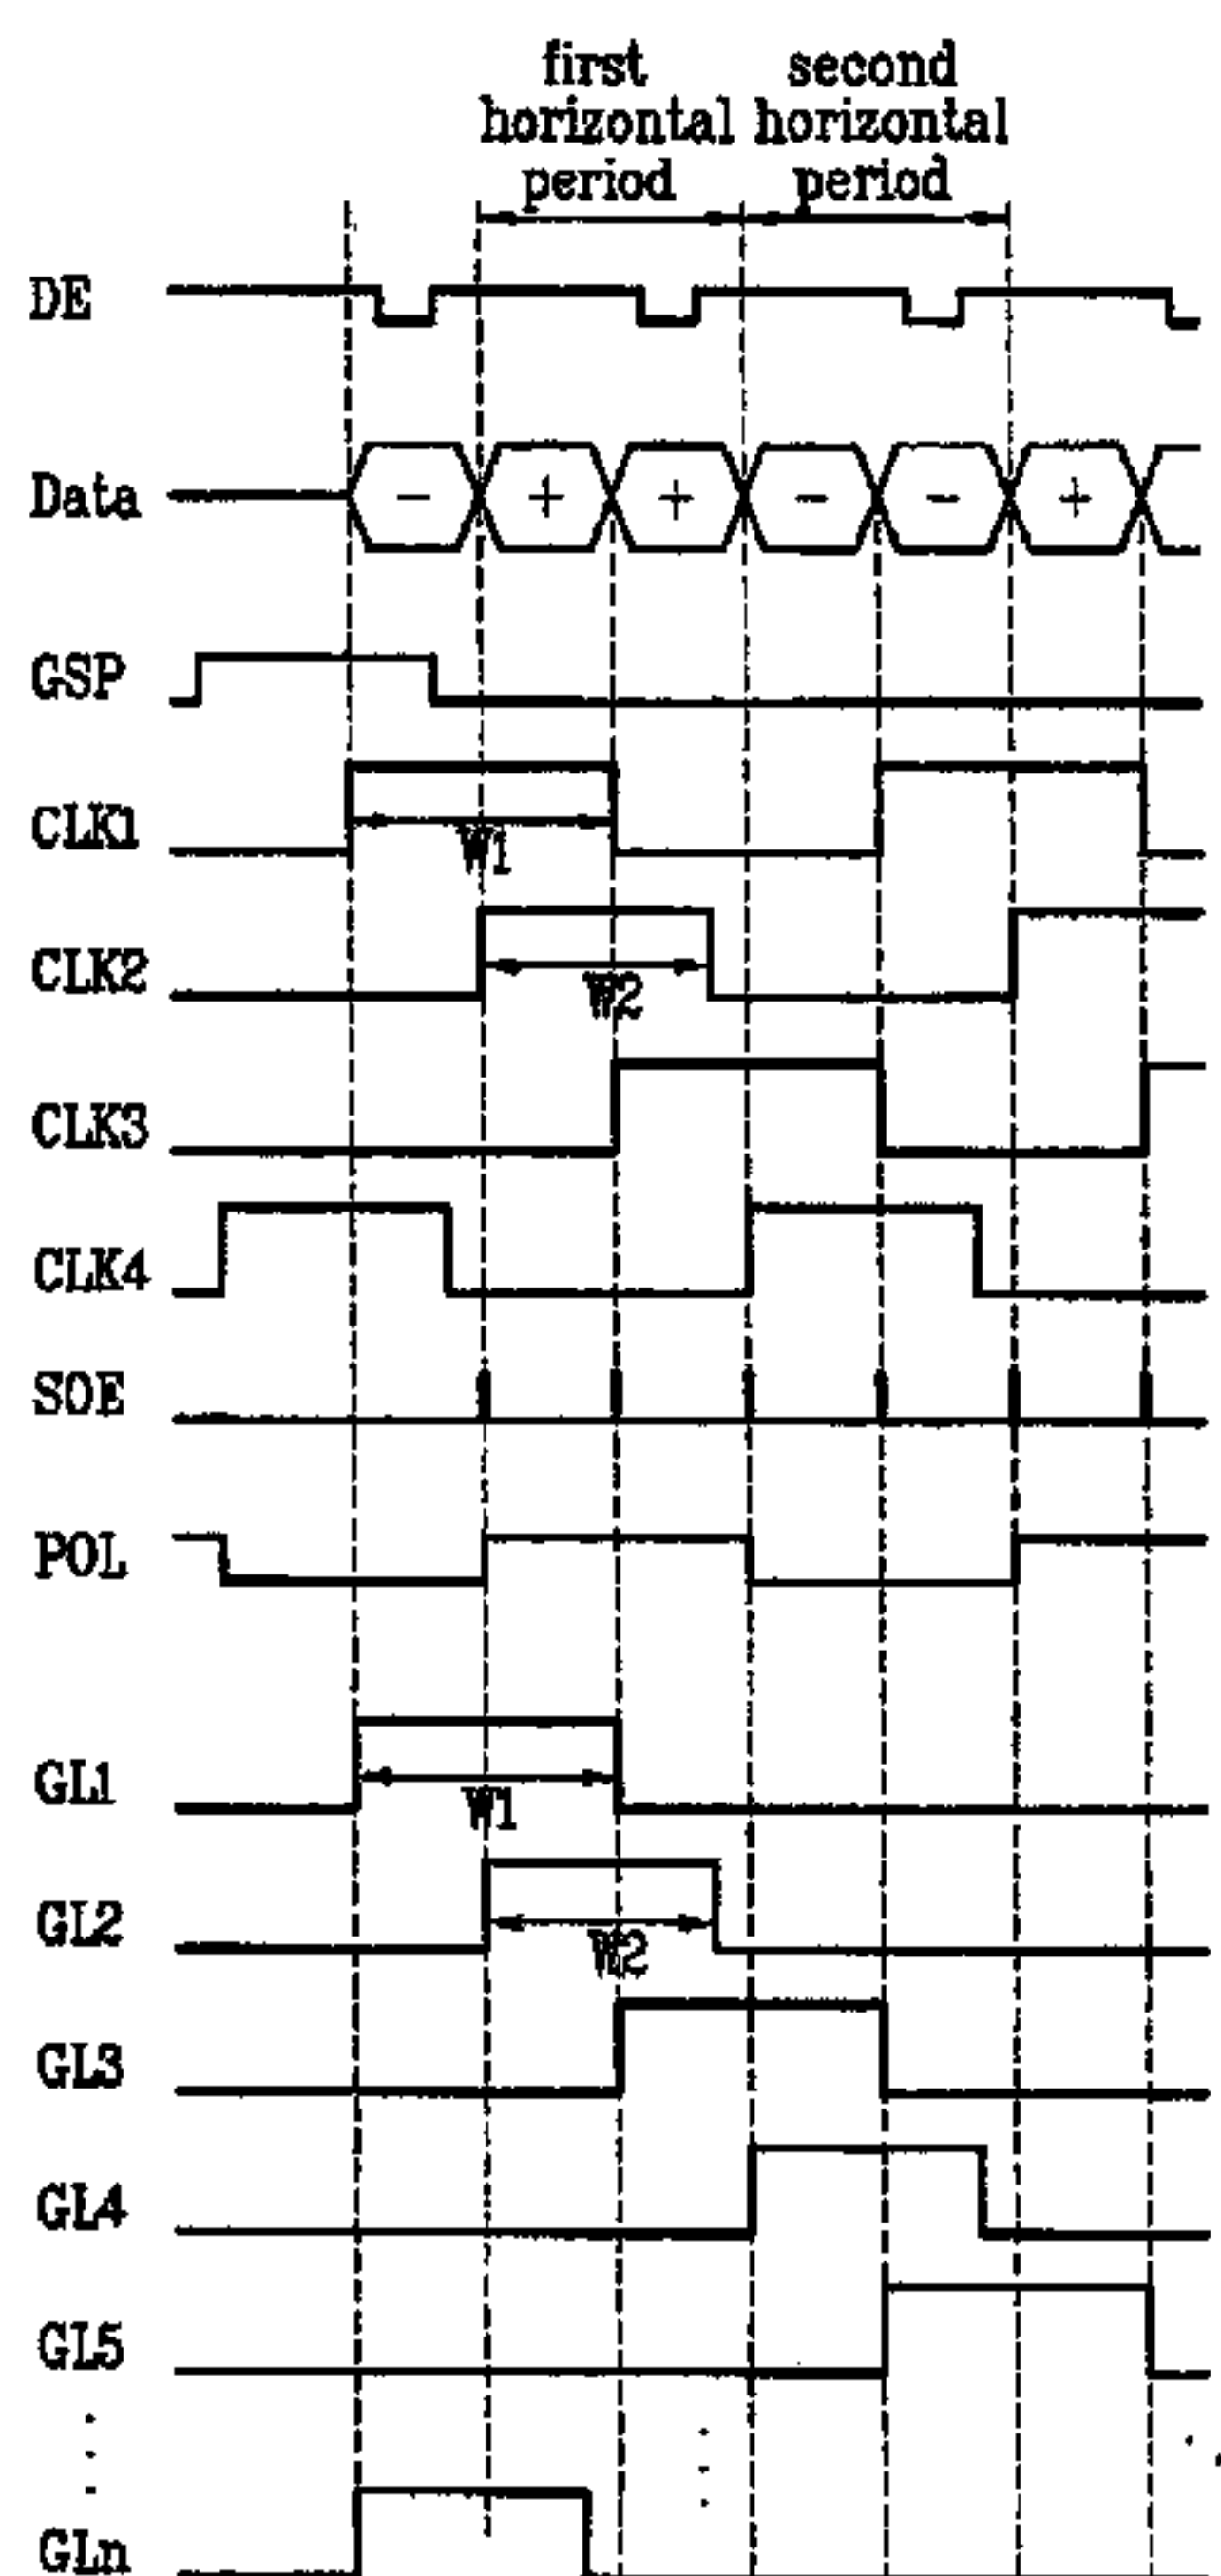 first second
horizontal horizontal
period period
DE
Data - + + - - +
GSP
CLK1
W1
CLK2
W2
CLK3
CLK4
SOE
POL
GL1
W1
GL2
W2
GL3
GL4
GL5
GLn